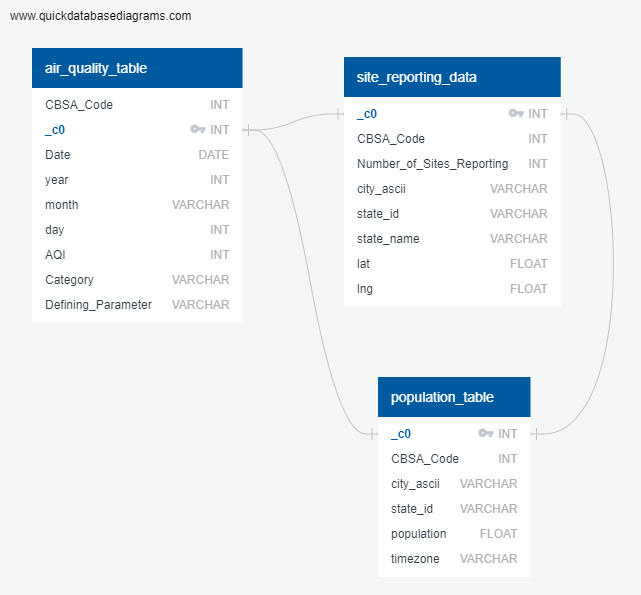 www.quickdatabasediagrams.com
air_quality_table
CBSA_Code INT
_c0 INT
Date DATE
year INT
month VARCHAR
day INT
AQI INT
Category VARCHAR
Defining_Parameter VARCHAR
site_reporting_data
_c0 INT
CBSA_Code INT
Number_of_Sites_Reporting INT
city_ascii VARCHAR
state_id VARCHAR
state_name VARCHAR
lat FLOAT
lng FLOAT
population_table
_c0 INT
CBSA_Code INT
city_ascii VARCHAR
state_id VARCHAR
population FLOAT
timezone VARCHAR